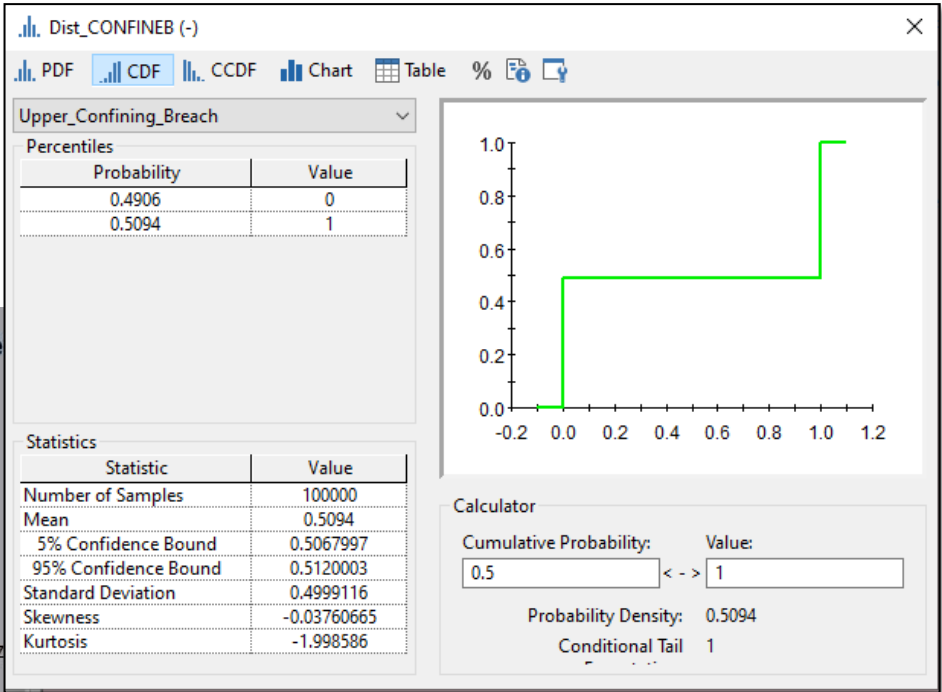 Dist_CONFINEB (-)
PDF CDF CCDF Chart Table %
Upper_Confining_Breach
Percentiles
Probability Value
0.4906 0
0.5094 1
Statistics
Statistic Value
Number of Samples 100000
Mean 0.5094
5% Confidence Bound 0.5067997
95% Confidence Bound 0.5120003
Standard Deviation 0.4999116
Skewness -0.03760665
Kurtosis -1.998586
1.0
0.8
0.6
0.4
0.2
0.0
-0.2 0.0 0.2 0.4 0.6 0.8 1.0 1.2
Calculator
Cumulative Probability: Value:
0.5 < - > 1
Probability Density: 0.5094
Conditional Tail 1